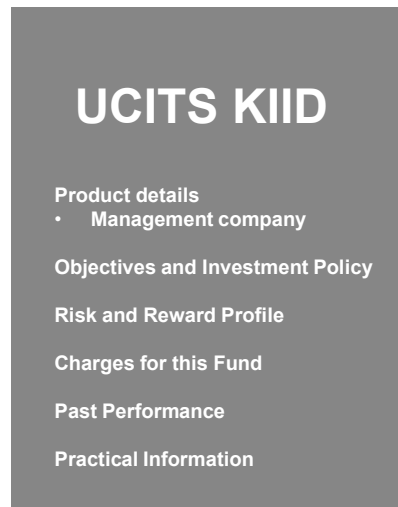 UCITS KIID
Product details
• Management company
Objectives and Investment Policy
Risk and Reward Profile
Charges for this Fund
Past Performance
Practical Information